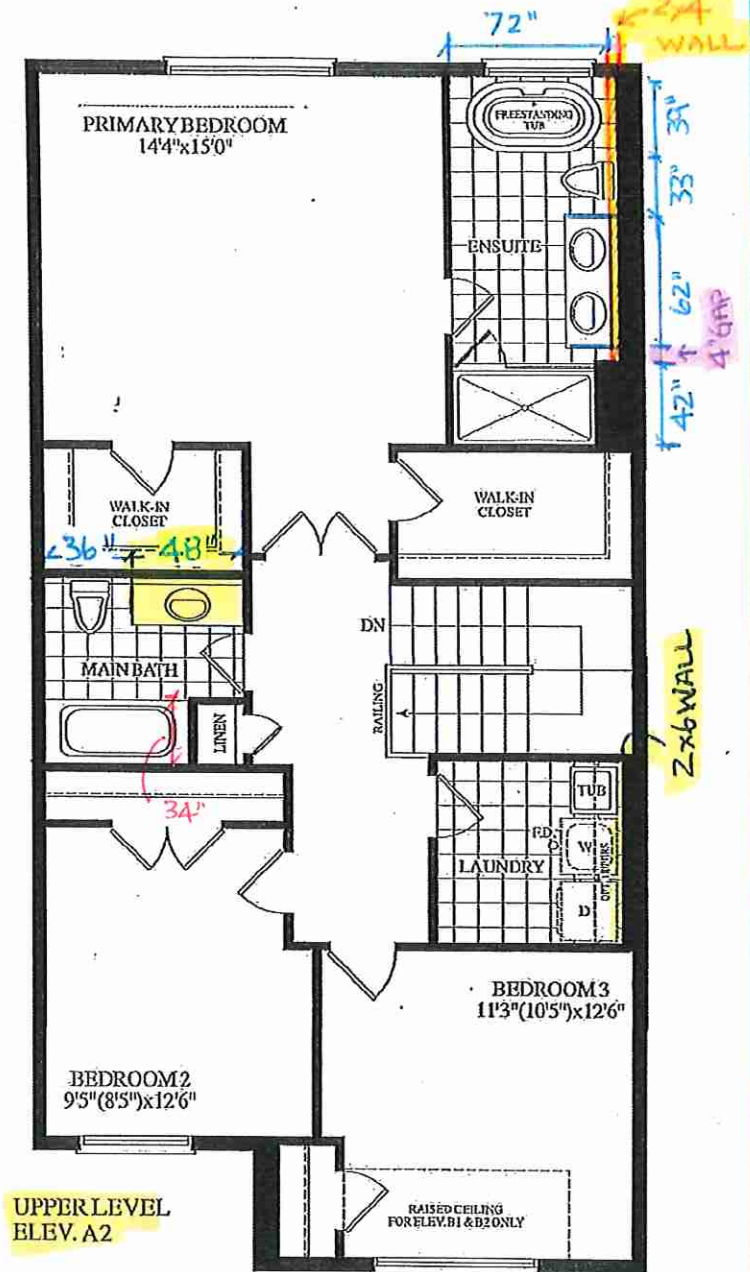 72"
2x4
WALL
PRIMARY BEDROOM
14'4"x15'0"
FREESTANDING
TUB
39"
33"
ENSUITE
62"
4" GAP
42"
WALK-IN
CLOSET
WALK-IN
CLOSET
36"
48"
DN
MAIN BATH
RAILING
LINEN
2x6 WALL
34"
TUB
F.D.
W
LAUNDRY
OPT. UPPERS
D
BEDROOM 3
11'3"(10'5")x12'6"
BEDROOM 2
9'5"(8'5")x12'6"
UPPER LEVEL
ELEV. A2
RAISED CEILING
FOR ELEV. B1 & B2 ONLY